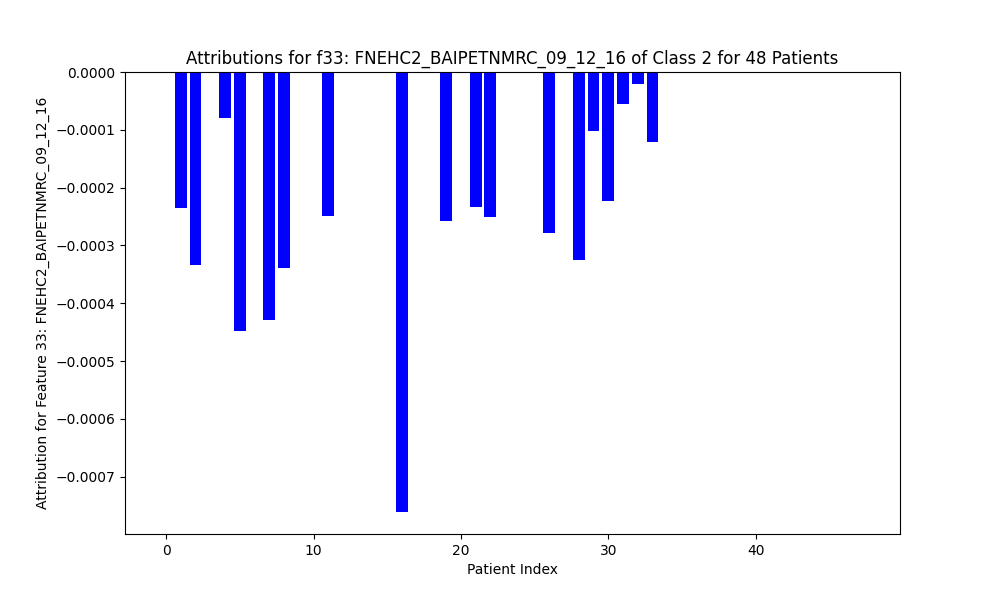 Attributions for f33: FNEHC2_BAIPETNMRC_09_12_16 of Class 2 for 48 Patients
Attribution for Feature 33: FNEHC2_BAIPETNMRC_09_12_16
0.0000
−0.0001
−0.0002
−0.0003
−0.0004
−0.0005
−0.0006
−0.0007
0 10 20 30 40
Patient Index